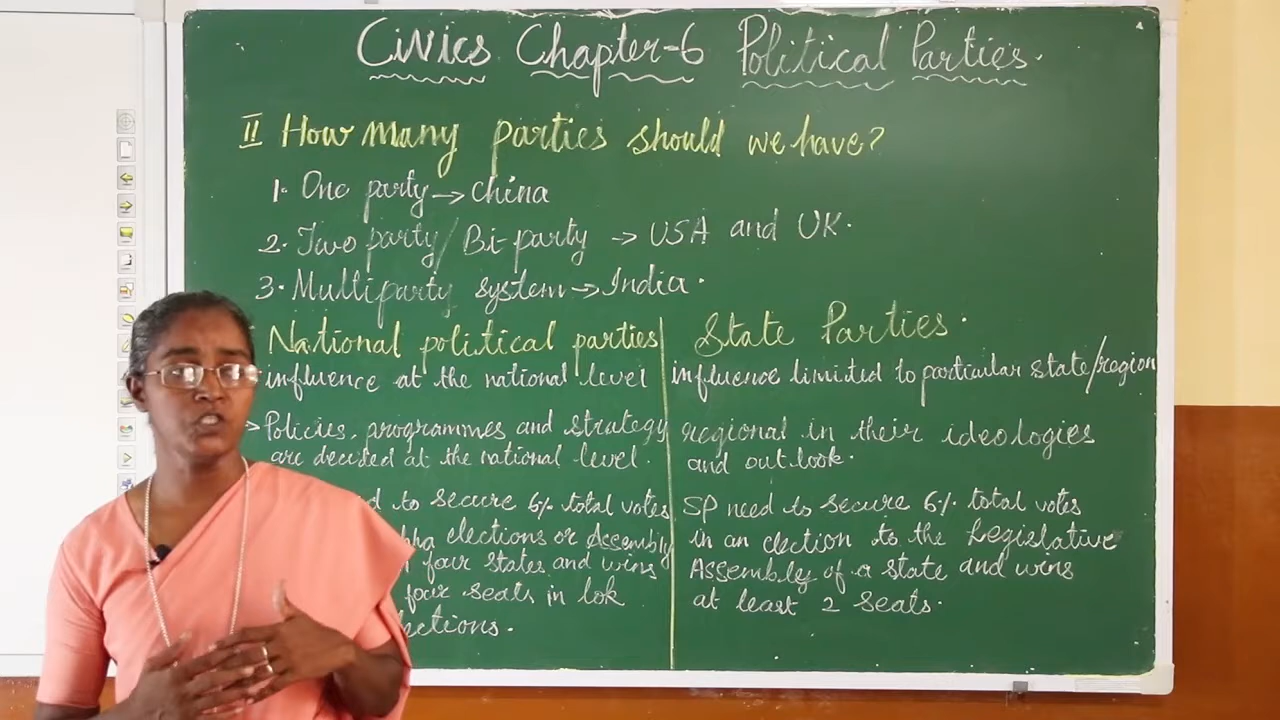 Civics Chapter-6 Political Parties.
II How many parties should we have?
1. One party → China
2. Two party / Bi party → USA and UK.
3. Multiparty system → India.
National political parties
influence at the national level
> Policies, programmes and strategy
are decided at the national level.
to secure 6% total votes
elections or Assembly
four states and wins
four seats in lok
State Parties.
influence limited to particular state/region
regional in their ideologies
and outlook.
SP need to secure 6% total votes
in an election to the Legislative
Assembly of a state and wins
at least 2 seats.